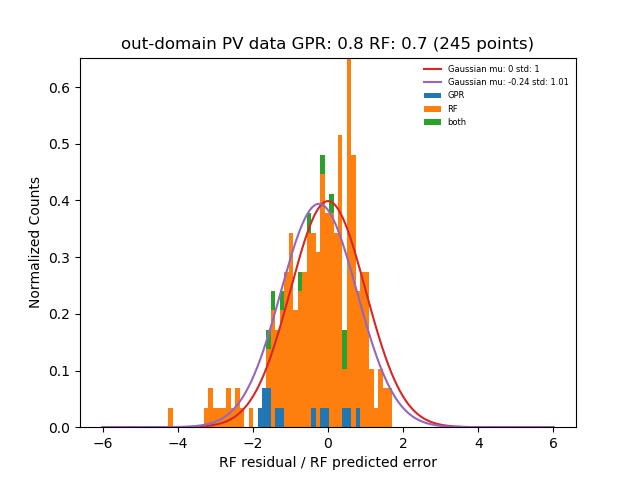 out-domain PV data GPR: 0.8 RF: 0.7 (245 points)
Gaussian mu: 0 std: 1
Gaussian mu: -0.24 std: 1.01
GPR
RF
both
Normalized Counts
0.6
0.5
0.4
0.3
0.2
0.1
0.0
−6 −4 −2 0 2 4 6
RF residual / RF predicted error